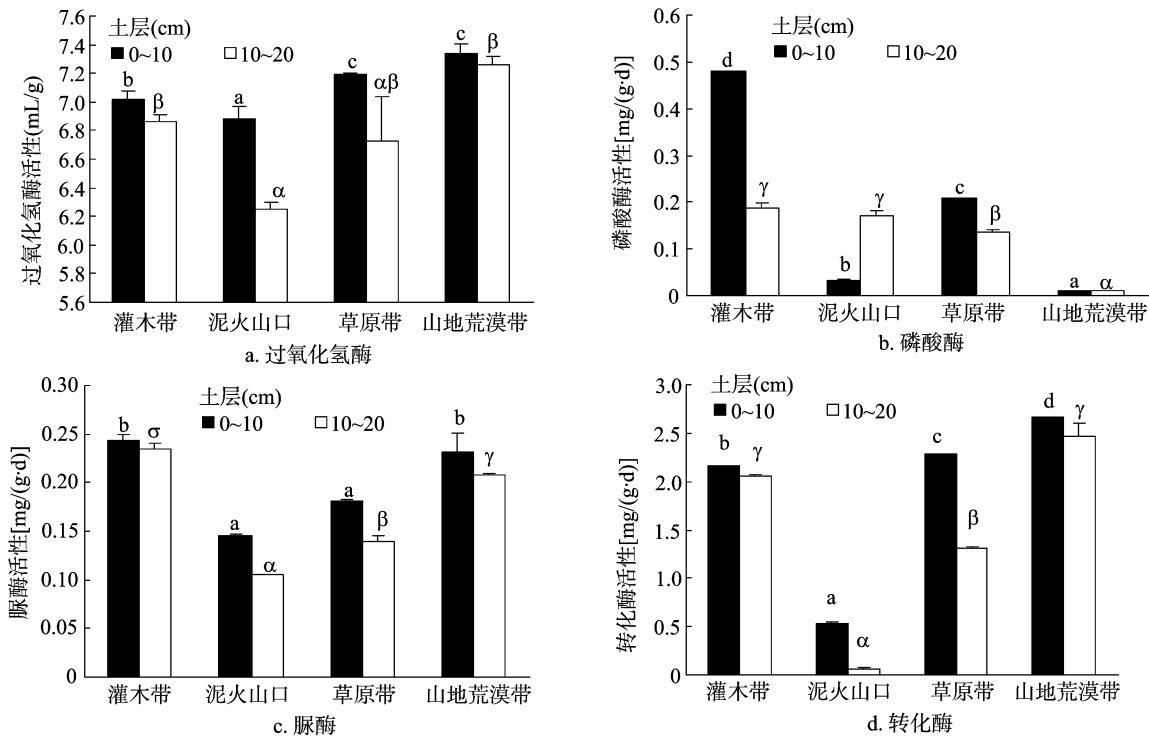 过氧化氢酶活性(mL/g)
7.6
7.4
7.2
7.0
6.8
6.6
6.4
6.2
6.0
5.8
5.6
土层(cm)
0~10 10~20
b β a α c αβ c β
灌木带 泥火山口 草原带 山地荒漠带
a. 过氧化氢酶
磷酸酶活性[mg/(g·d)]
0.6
0.5
0.4
0.3
0.2
0.1
0
土层(cm)
0~10 10~20
d γ b γ c β a α
灌木带 泥火山口 草原带 山地荒漠带
b. 磷酸酶
脲酶活性[mg/(g·d)]
0.30
0.25
0.20
0.15
0.10
0.05
0
土层(cm)
0~10 10~20
b σ a α a β b γ
灌木带 泥火山口 草原带 山地荒漠带
c. 脲酶
转化酶活性[mg/(g·d)]
3.0
2.5
2.0
1.5
1.0
0.5
0
土层(cm)
0~10 10~20
b γ a α c β d γ
灌木带 泥火山口 草原带 山地荒漠带
d. 转化酶